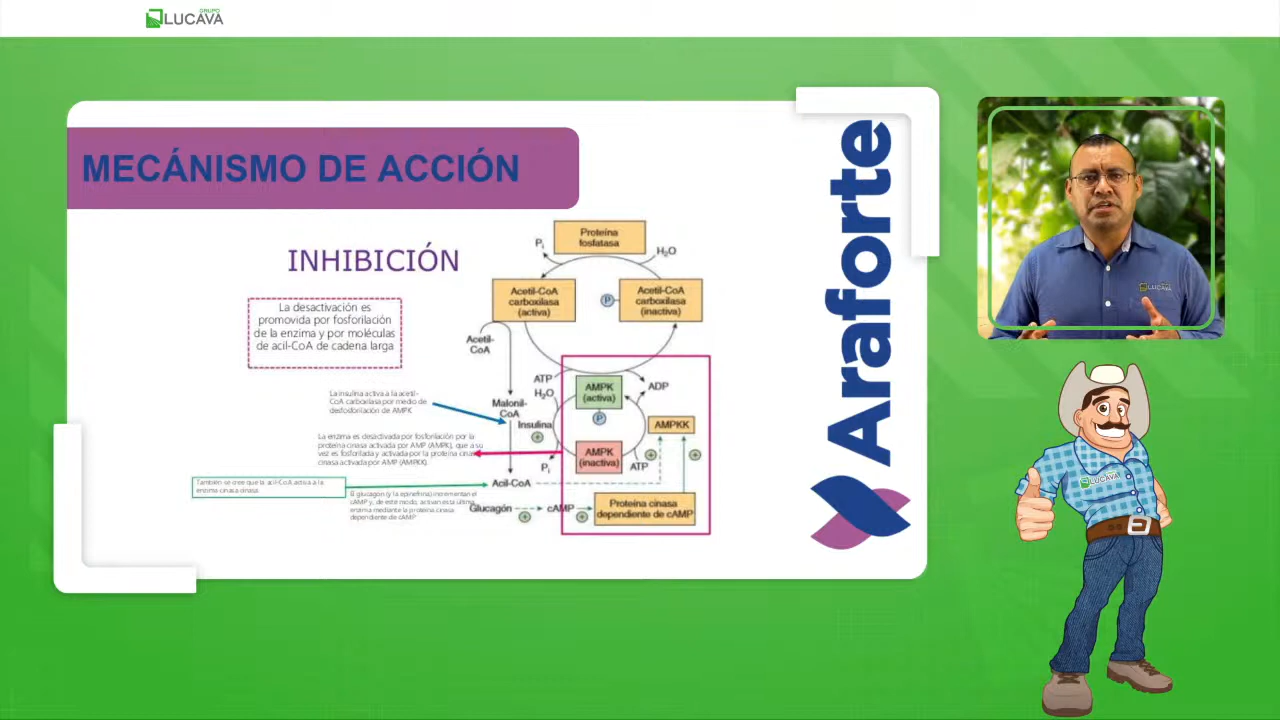 GRUPO
LUCAVA
MECÁNISMO DE ACCIÓN
INHIBICIÓN
La desactivación es
promovida por fosforilación
de la enzima y por moléculas
de acil-CoA de cadena larga
La insulina activa a la acetil-
CoA carboxilasa por medio de
desfosforilación de AMPK
La enzima es desactivada por fosforilación por la
proteína cinasa activada por AMP (AMPK), que a su
vez es fosforilada y activada por la proteína cinasa
cinasa activada por AMP (AMPKK).
También se cree que la acil-CoA activa a la
enzima cinasa cinasa.
El glucagón (y la epinefrina) incrementan el
cAMP y, de este modo, activan esta última
enzima mediante la proteína cinasa
dependiente de cAMP
Proteína
fosfatasa
Pi
H₂O
Acetil-CoA
carboxilasa
(activa)
P
Acetil-CoA
carboxilasa
(inactiva)
Acetil-
CoA
ATP
ADP
H₂O
AMPK
(activa)
P
Malonil-
CoA
Insulina
+
AMPKK
AMPK
(inactiva)
Pi
ATP
+
+
Acil-CoA
Glucagón
+
cAMP
+
Proteína cinasa
dependiente de cAMP
Araforte
LUCAVA
LUCAVA